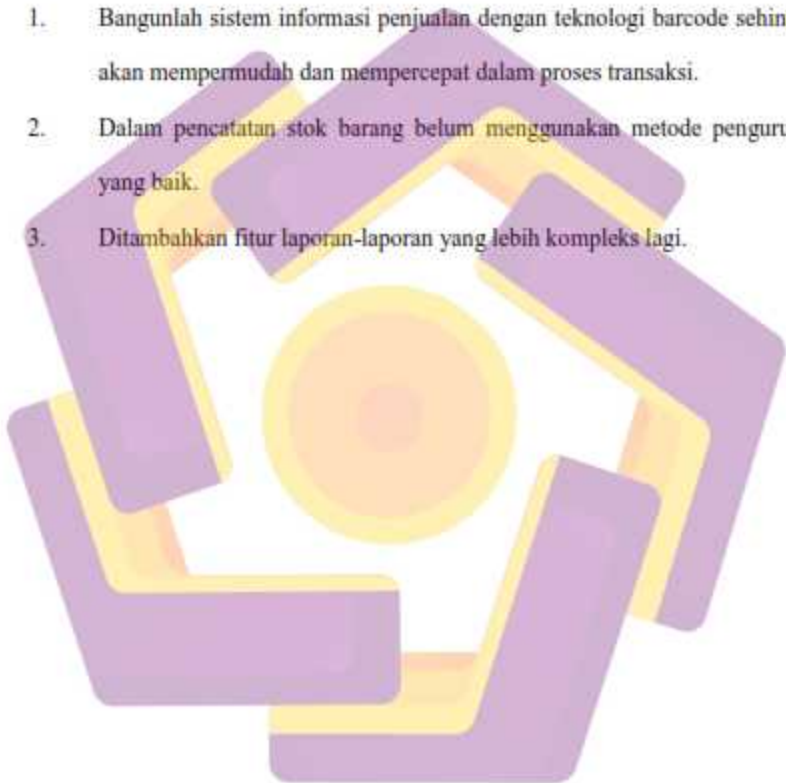 1. Bangunlah sistem informasi penjualan dengan teknologi barcode sehin
akan mempermudah dan mempercepat dalam proses transaksi.
2. Dalam pencatatan stok barang belum menggunakan metode penguru
yang baik.
3. Ditambahkan fitur laporan-laporan yang lebih kompleks lagi.